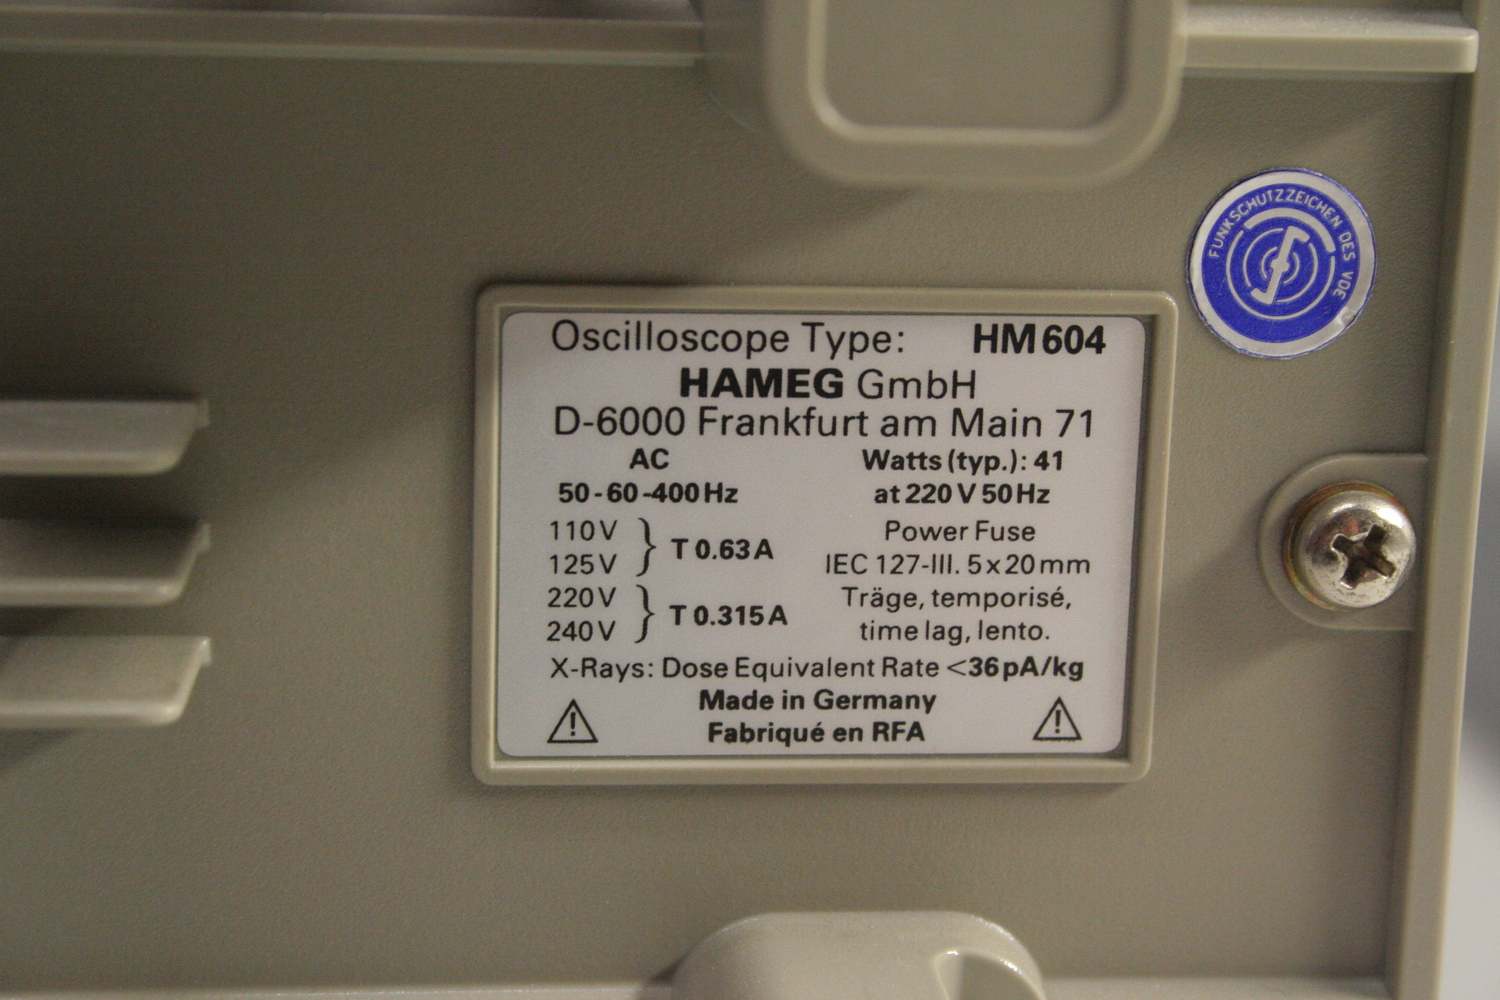 FUNKSCHUTZZEICHEN DES VDE
Oscilloscope Type: HM604
HAMEG GmbH
D-6000 Frankfurt am Main 71
AC Watts (typ.): 41
50-60-400Hz at 220V 50Hz
110V Power Fuse
125V } T 0.63A IEC 127-III. 5x20mm
220V Träge, temporisé,
240V } T 0.315A time lag, lento.
X-Rays: Dose Equivalent Rate <36pA/kg
Made in Germany
Fabriqué en RFA